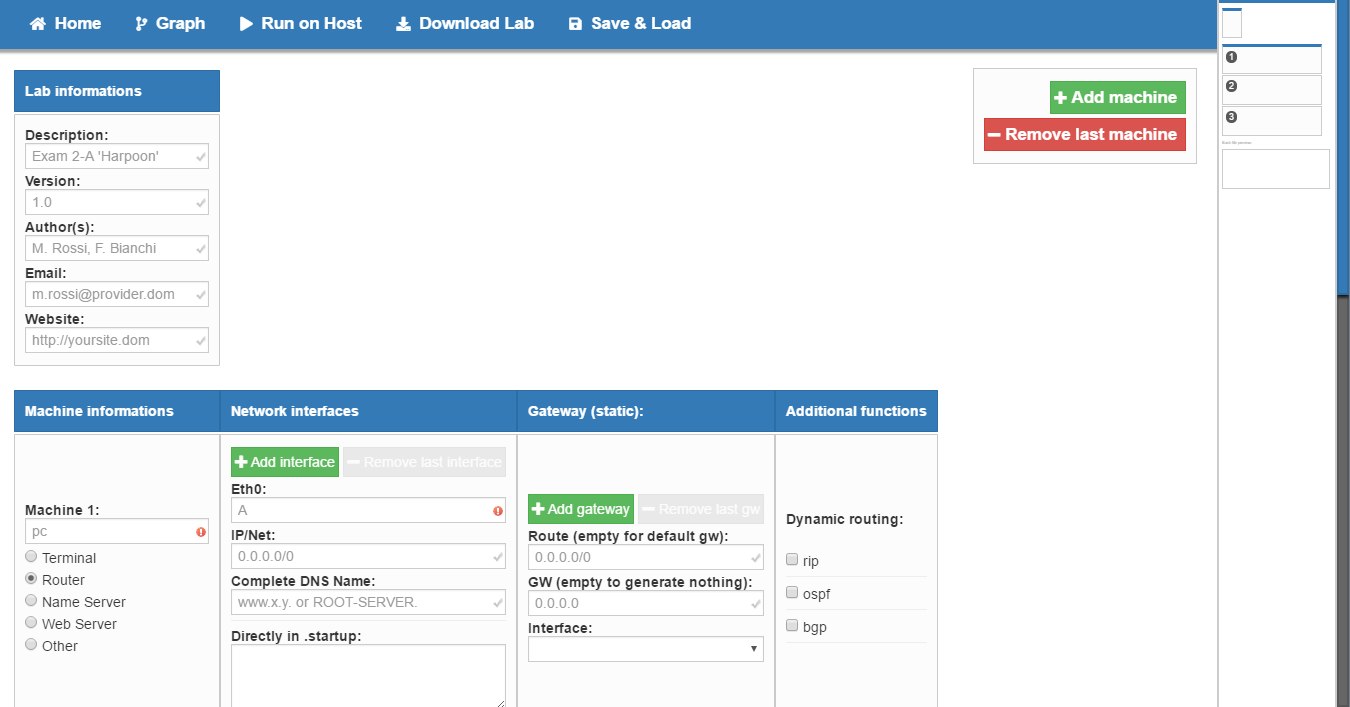 Home Graph Run on Host Download Lab Save & Load
Lab informations
Description:
Exam 2-A 'Harpoon'
Version:
1.0
Author(s):
M. Rossi, F. Bianchi
Email:
m.rossi@provider.dom
Website:
http://yoursite.dom
Add machine
Remove last machine
1
2
3
Machine informations
Network interfaces
Gateway (static):
Additional functions
Machine 1:
pc
Terminal
Router
Name Server
Web Server
Other
Add interface Remove last interface
Eth0:
A
IP/Net:
0.0.0.0/0
Complete DNS Name:
www.x.y. or ROOT-SERVER.
Directly in .startup:
Add gateway Remove last gw
Route (empty for default gw):
0.0.0.0/0
GW (empty to generate nothing):
0.0.0.0
Interface:
Dynamic routing:
rip
ospf
bgp